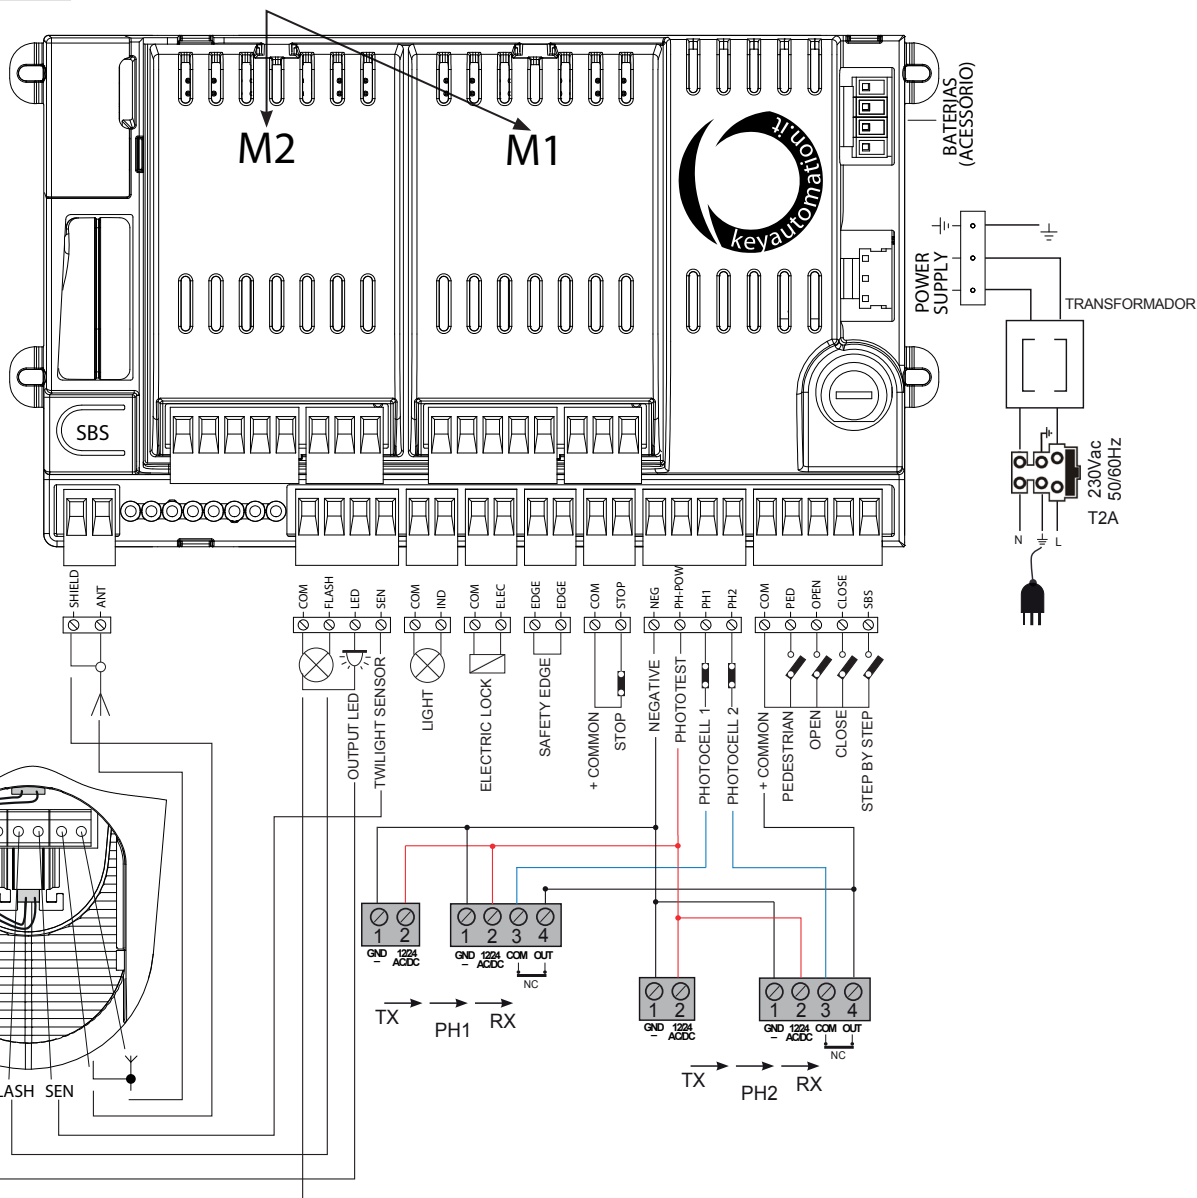 M2
M1
keyautomation.it
BATERIAS
(ACESSÓRIO)
POWER
SUPPLY
TRANSFORMADOR
230Vac
50/60Hz
T2A
N
L
SBS
SHIELD
ANT
COM
FLASH
LED
SEN
COM
IND
COM
ELEC
EDGE
EDGE
COM
STOP
NEG
PH-POW
PH1
PH2
COM
PED
OPEN
CLOSE
SBS
OUTPUT LED
TWILIGHT SENSOR
LIGHT
ELECTRIC LOCK
SAFETY EDGE
+ COMMON
STOP
NEGATIVE
PHOTOTEST
PHOTOCELL 1
PHOTOCELL 2
+ COMMON
PEDESTRIAN
OPEN
CLOSE
STEP BY STEP
1 2
GND 12/24
– AC/DC
1 2 3 4
GND 12/24 COM OUT
– AC/DC
NC
TX PH1 RX
1 2
GND 12/24
– AC/DC
1 2 3 4
GND 12/24 COM OUT
– AC/DC
NC
TX PH2 RX
LASH SEN